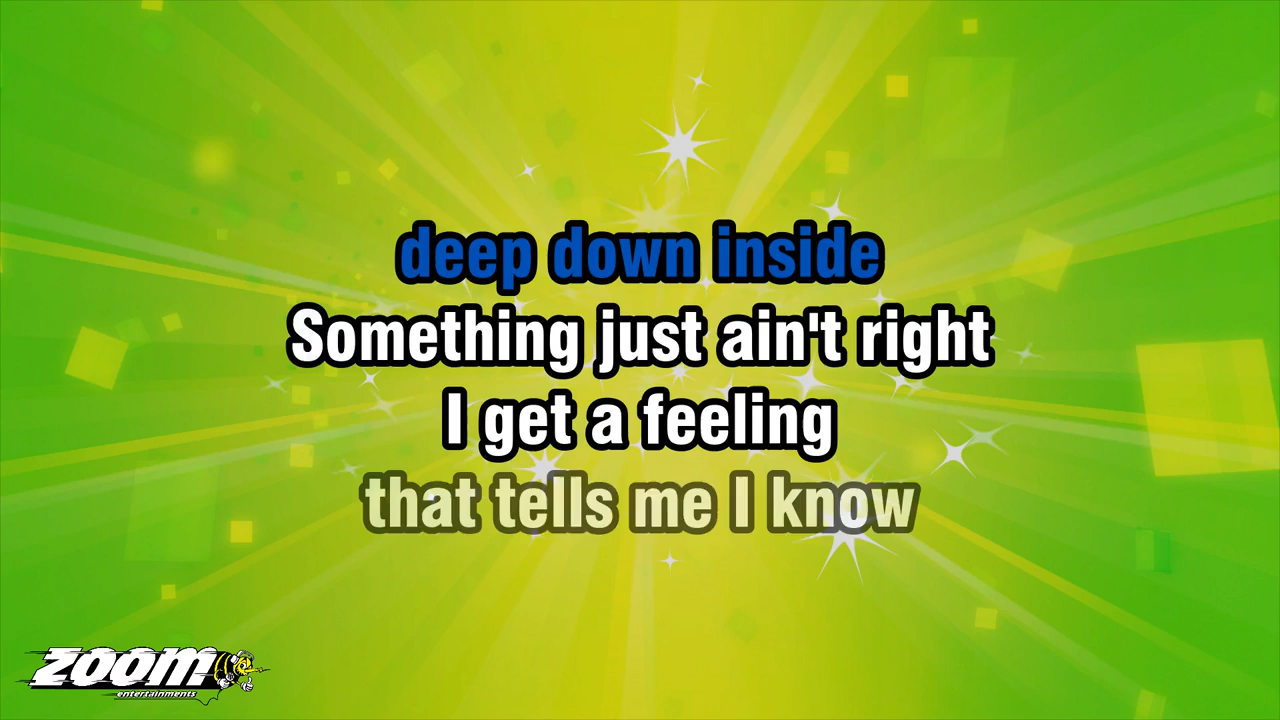 deep down inside
Something just ain't right
I get a feeling
that tells me I know
zoom
entertainments